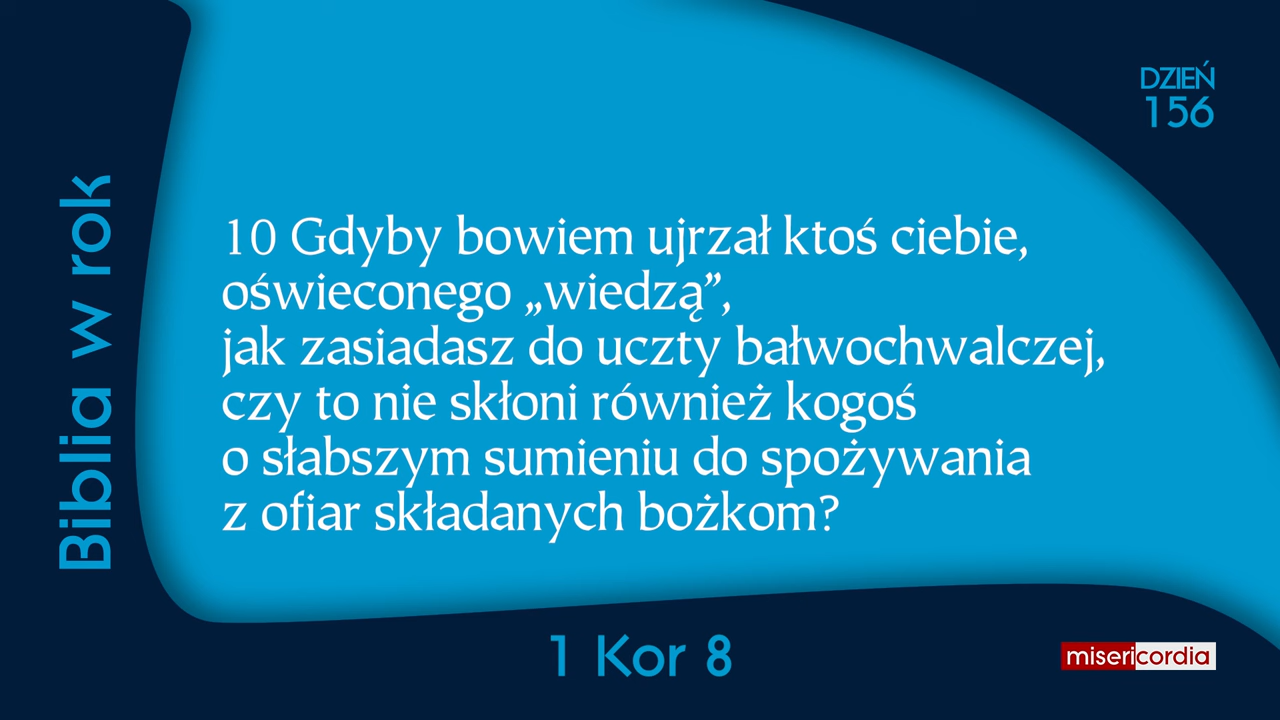 DZIEŃ
156
Biblia w rok
10 Gdyby bowiem ujrzał ktoś ciebie,
oświeconego „wiedzą”,
jak zasiadasz do uczty bałwochwalczej,
czy to nie skłoni również kogoś
o słabszym sumieniu do spożywania
z ofiar składanych bożkom?
1 Kor 8
misericordia